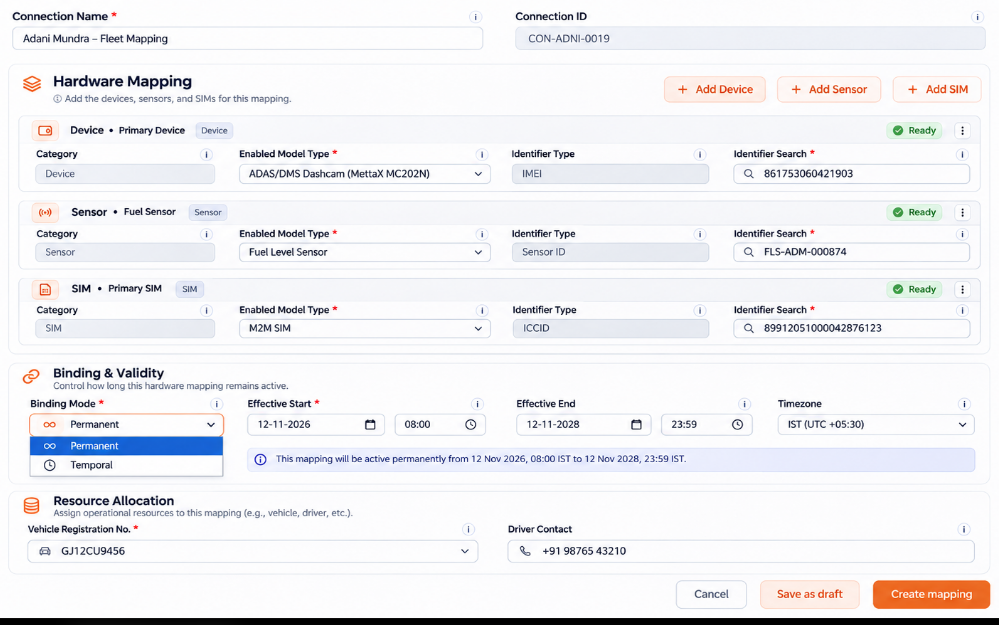 Connection Name *
Connection ID
Adani Mundra – Fleet Mapping
CON-ADNI-0019
Hardware Mapping
Add the devices, sensors, and SIMs for this mapping.
+ Add Device
+ Add Sensor
+ Add SIM
Device • Primary Device
Device
Ready
Category
Enabled Model Type *
Identifier Type
Identifier Search *
Device
ADAS/DMS Dashcam (MettaX MC202N)
IMEI
861753060421903
Sensor • Fuel Sensor
Sensor
Ready
Category
Enabled Model Type *
Identifier Type
Identifier Search *
Sensor
Fuel Level Sensor
Sensor ID
FLS-ADM-000874
SIM • Primary SIM
SIM
Ready
Category
Enabled Model Type *
Identifier Type
Identifier Search *
SIM
M2M SIM
ICCID
89912051000042876123
Binding & Validity
Control how long this hardware mapping remains active.
Binding Mode *
Effective Start *
Effective End
Timezone
Permanent
12-11-2026
08:00
12-11-2028
23:59
IST (UTC +05:30)
Permanent
Temporal
This mapping will be active permanently from 12 Nov 2026, 08:00 IST to 12 Nov 2028, 23:59 IST.
Resource Allocation
Assign operational resources to this mapping (e.g., vehicle, driver, etc.).
Vehicle Registration No. *
Driver Contact
GJ12CU9456
+91 98765 43210
Cancel
Save as draft
Create mapping